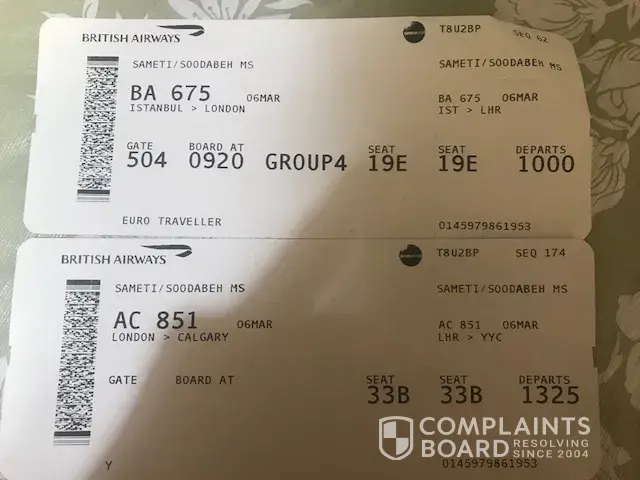 BRITISH AIRWAYS T8U2BP SEQ 62
SAMETI/SOODABEH MS SAMETI/SOODABEH MS
BA 675 06MAR BA 675 06MAR
ISTANBUL > LONDON IST > LHR
GATE BOARD AT SEAT SEAT DEPARTS
504 0920 GROUP4 19E 19E 1000
EURO TRAVELLER 0145979861953
BRITISH AIRWAYS T8U2BP SEQ 174
SAMETI/SOODABEH MS SAMETI/SOODABEH MS
AC 851 06MAR AC 851 06MAR
LONDON > CALGARY LHR > YYC
GATE BOARD AT SEAT SEAT DEPARTS
33B 33B 1325
Y 0145979861953
COMPLAINTS
BOARD RESOLVING
SINCE 2004